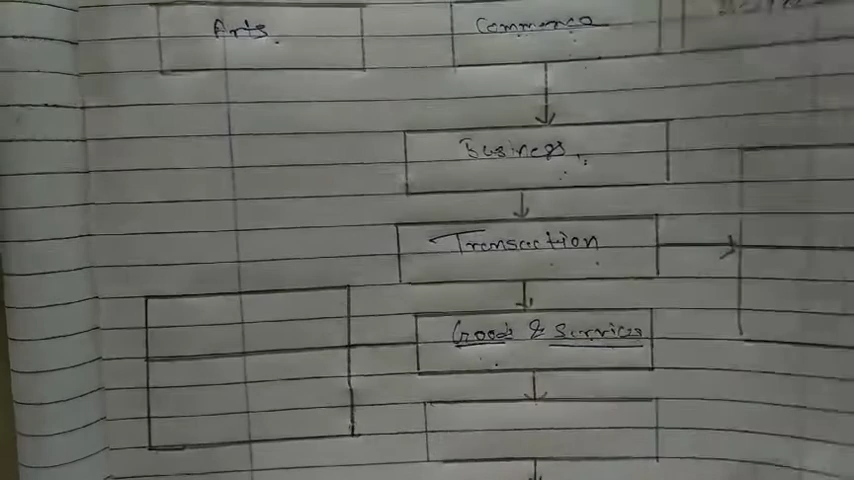 Arts
Commerce
Business
Transaction
Goods & Services